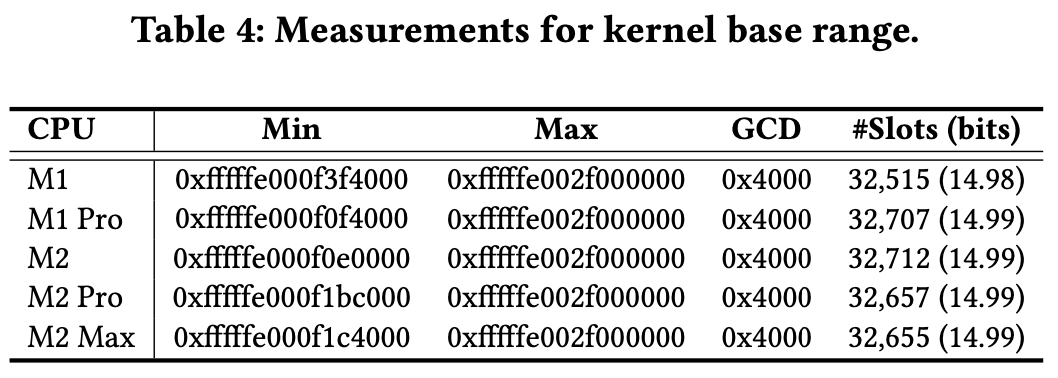 Table 4: Measurements for kernel base range.
CPU Min Max GCD #Slots (bits)
M1 0xfffffe000f3f4000 0xfffffe002f000000 0x4000 32,515 (14.98)
M1 Pro 0xfffffe000f0f4000 0xfffffe002f000000 0x4000 32,707 (14.99)
M2 0xfffffe000f0e0000 0xfffffe002f000000 0x4000 32,712 (14.99)
M2 Pro 0xfffffe000f1bc000 0xfffffe002f000000 0x4000 32,657 (14.99)
M2 Max 0xfffffe000f1c4000 0xfffffe002f000000 0x4000 32,655 (14.99)